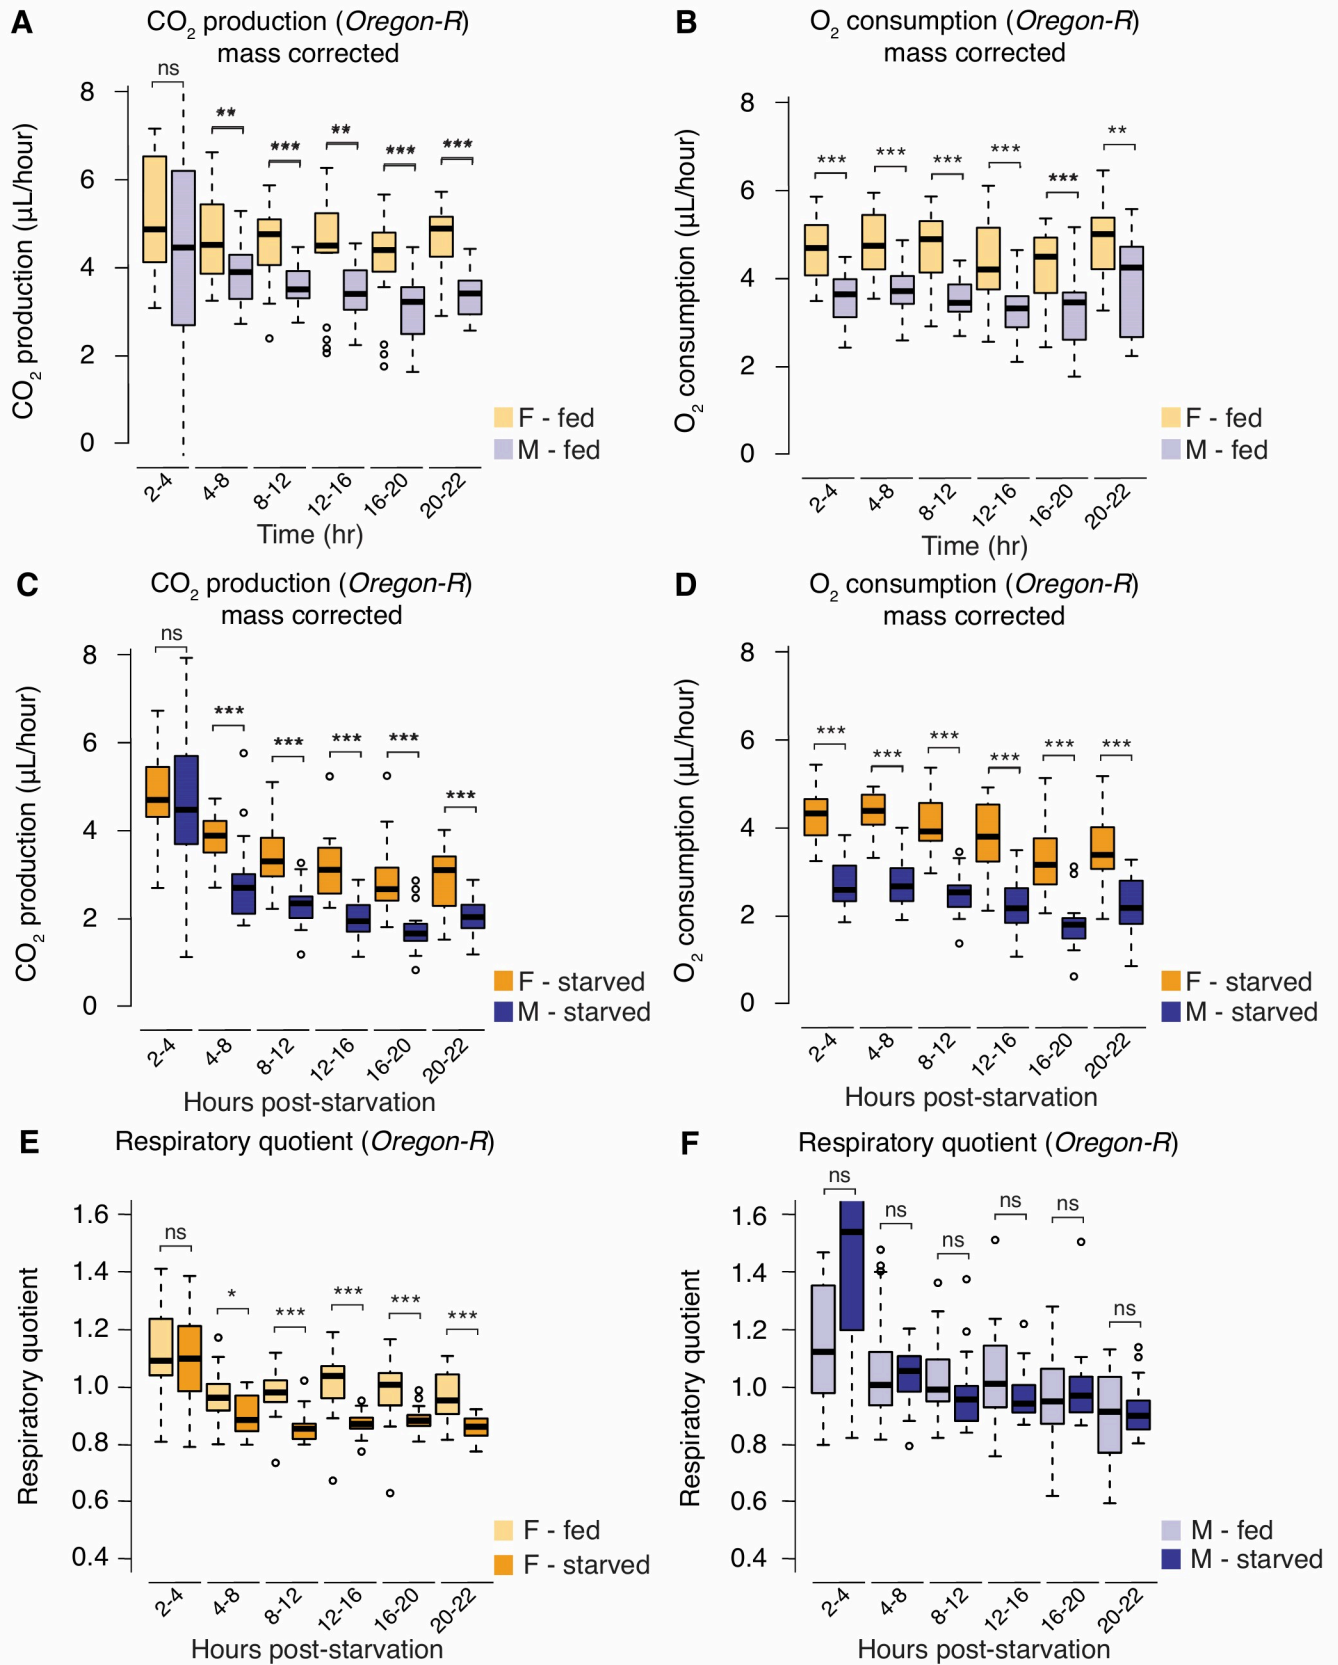 A
CO2 production (Oregon-R)
mass corrected
CO2 production (µL/hour)
8
6
4
2
0
ns
**
***
**
***
***
F - fed
M - fed
2-4
4-8
8-12
12-16
16-20
20-22
Time (hr)
B
O2 consumption (Oregon-R)
mass corrected
O2 consumption (µL/hour)
8
6
4
2
0
***
***
***
***
***
**
F - fed
M - fed
2-4
4-8
8-12
12-16
16-20
20-22
Time (hr)
C
CO2 production (Oregon-R)
mass corrected
CO2 production (µL/hour)
8
6
4
2
0
ns
***
***
***
***
***
F - starved
M - starved
2-4
4-8
8-12
12-16
16-20
20-22
Hours post-starvation
D
O2 consumption (Oregon-R)
mass corrected
O2 consumption (µL/hour)
8
6
4
2
0
***
***
***
***
***
***
F - starved
M - starved
2-4
4-8
8-12
12-16
16-20
20-22
Hours post-starvation
E
Respiratory quotient (Oregon-R)
Respiratory quotient
1.6
1.4
1.2
1.0
0.8
0.6
0.4
ns
*
***
***
***
***
F - fed
F - starved
2-4
4-8
8-12
12-16
16-20
20-22
Hours post-starvation
F
Respiratory quotient (Oregon-R)
Respiratory quotient
1.6
1.4
1.2
1.0
0.8
0.6
0.4
ns
ns
ns
ns
ns
ns
M - fed
M - starved
2-4
4-8
8-12
12-16
16-20
20-22
Hours post-starvation